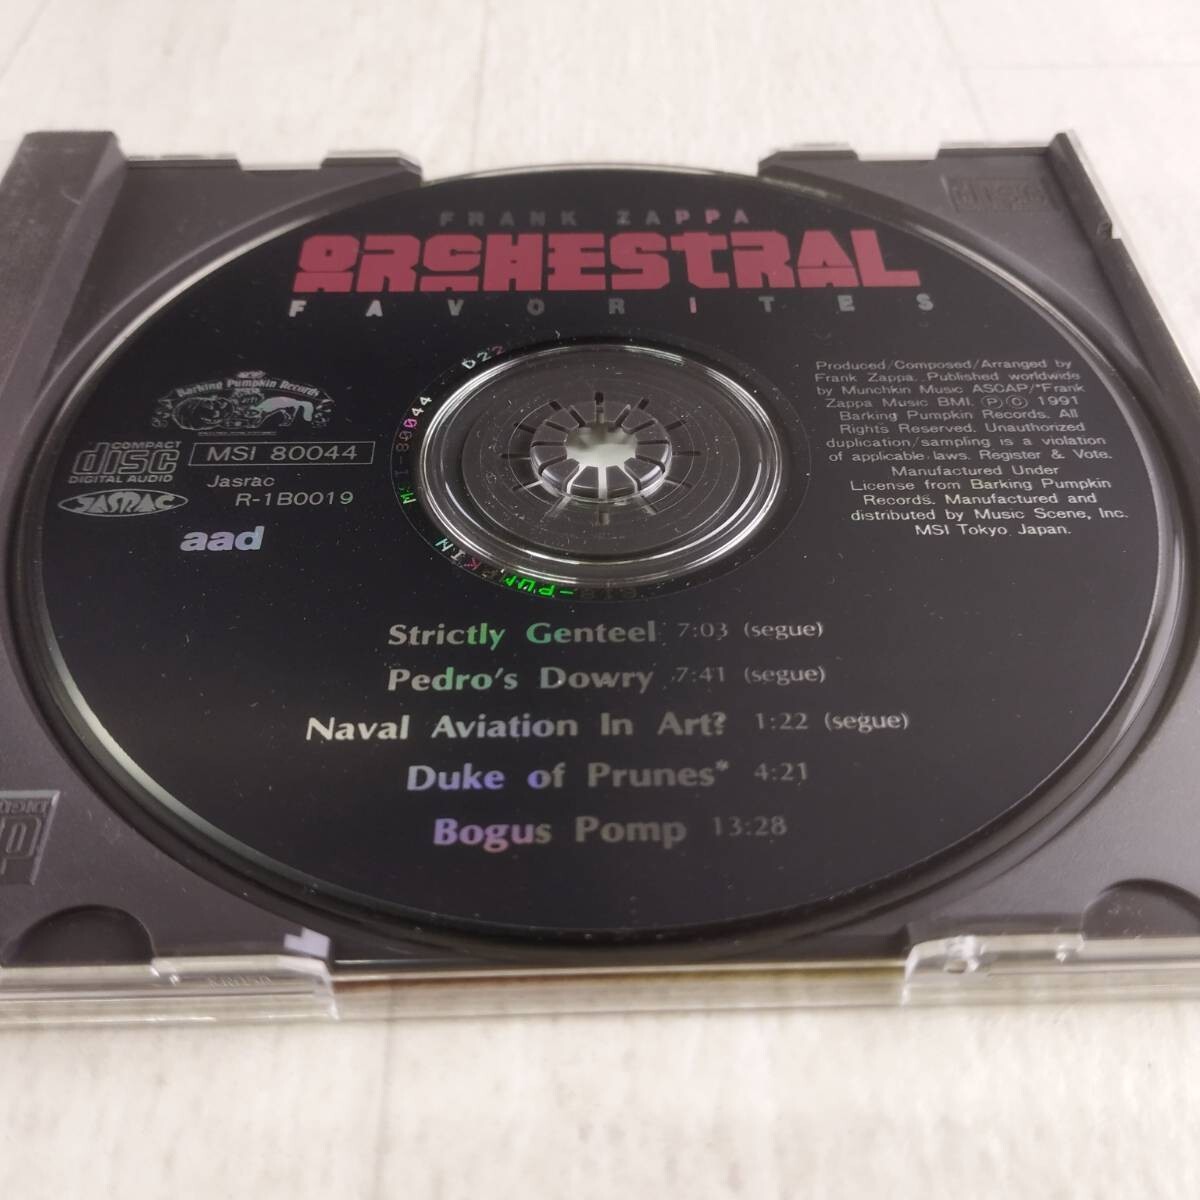 FRANK ZAPPA
ORCHESTRAL
FAVORITES
Barking Pumpkin Records
COMPACT
disc
DIGITAL AUDIO
MSI 80044
JASRAC
Jasrac
R-1B0019
aad
Produced/Composed/Arranged by
Frank Zappa. Published worldwide
by Munchkin Music ASCAP/*Frank
Zappa Music BMI. Ⓟ Ⓒ 1991
Barking Pumpkin Records. All
Rights Reserved. Unauthorized
duplication/sampling is a violation
of applicable laws. Register & Vote.
Manufactured Under
License from Barking Pumpkin
Records. Manufactured and
distributed by Music Scene, Inc.
MSI Tokyo, Japan.
D22
Strictly Genteel 7:03 (segue)
Pedro's Dowry 7:41 (segue)
Naval Aviation In Art? 1:22 (segue)
Duke of Prunes* 4:21
Bogus Pomp 13:28
disc